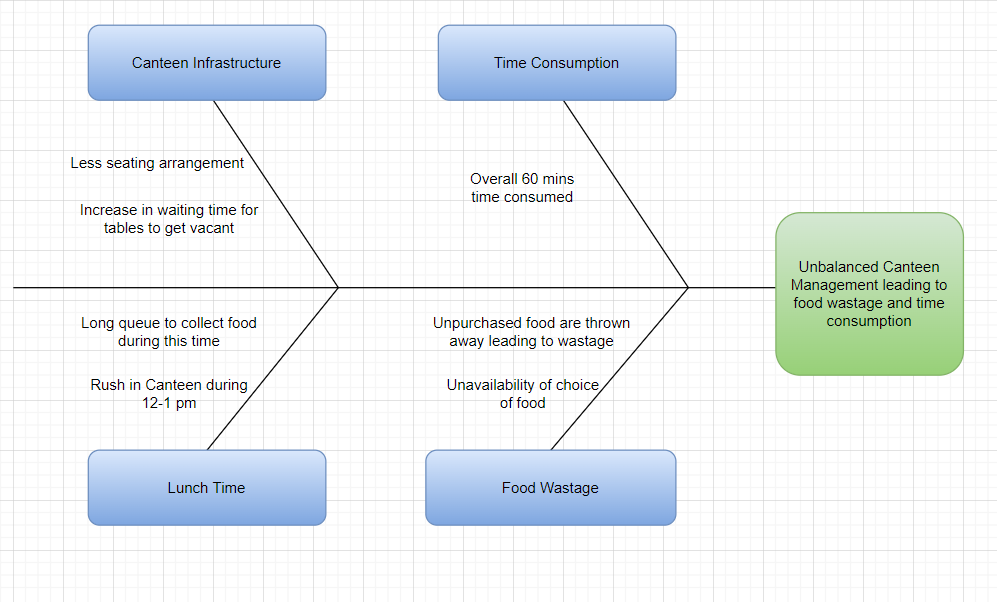 Canteen Infrastructure
Time Consumption
Less seating arrangement
Increase in waiting time for
tables to get vacant
Overall 60 mins
time consumed
Unbalanced Canteen
Management leading to
food wastage and time
consumption
Long queue to collect food
during this time
Rush in Canteen during
12-1 pm
Unpurchased food are thrown
away leading to wastage
Unavailability of choice
of food
Lunch Time
Food Wastage